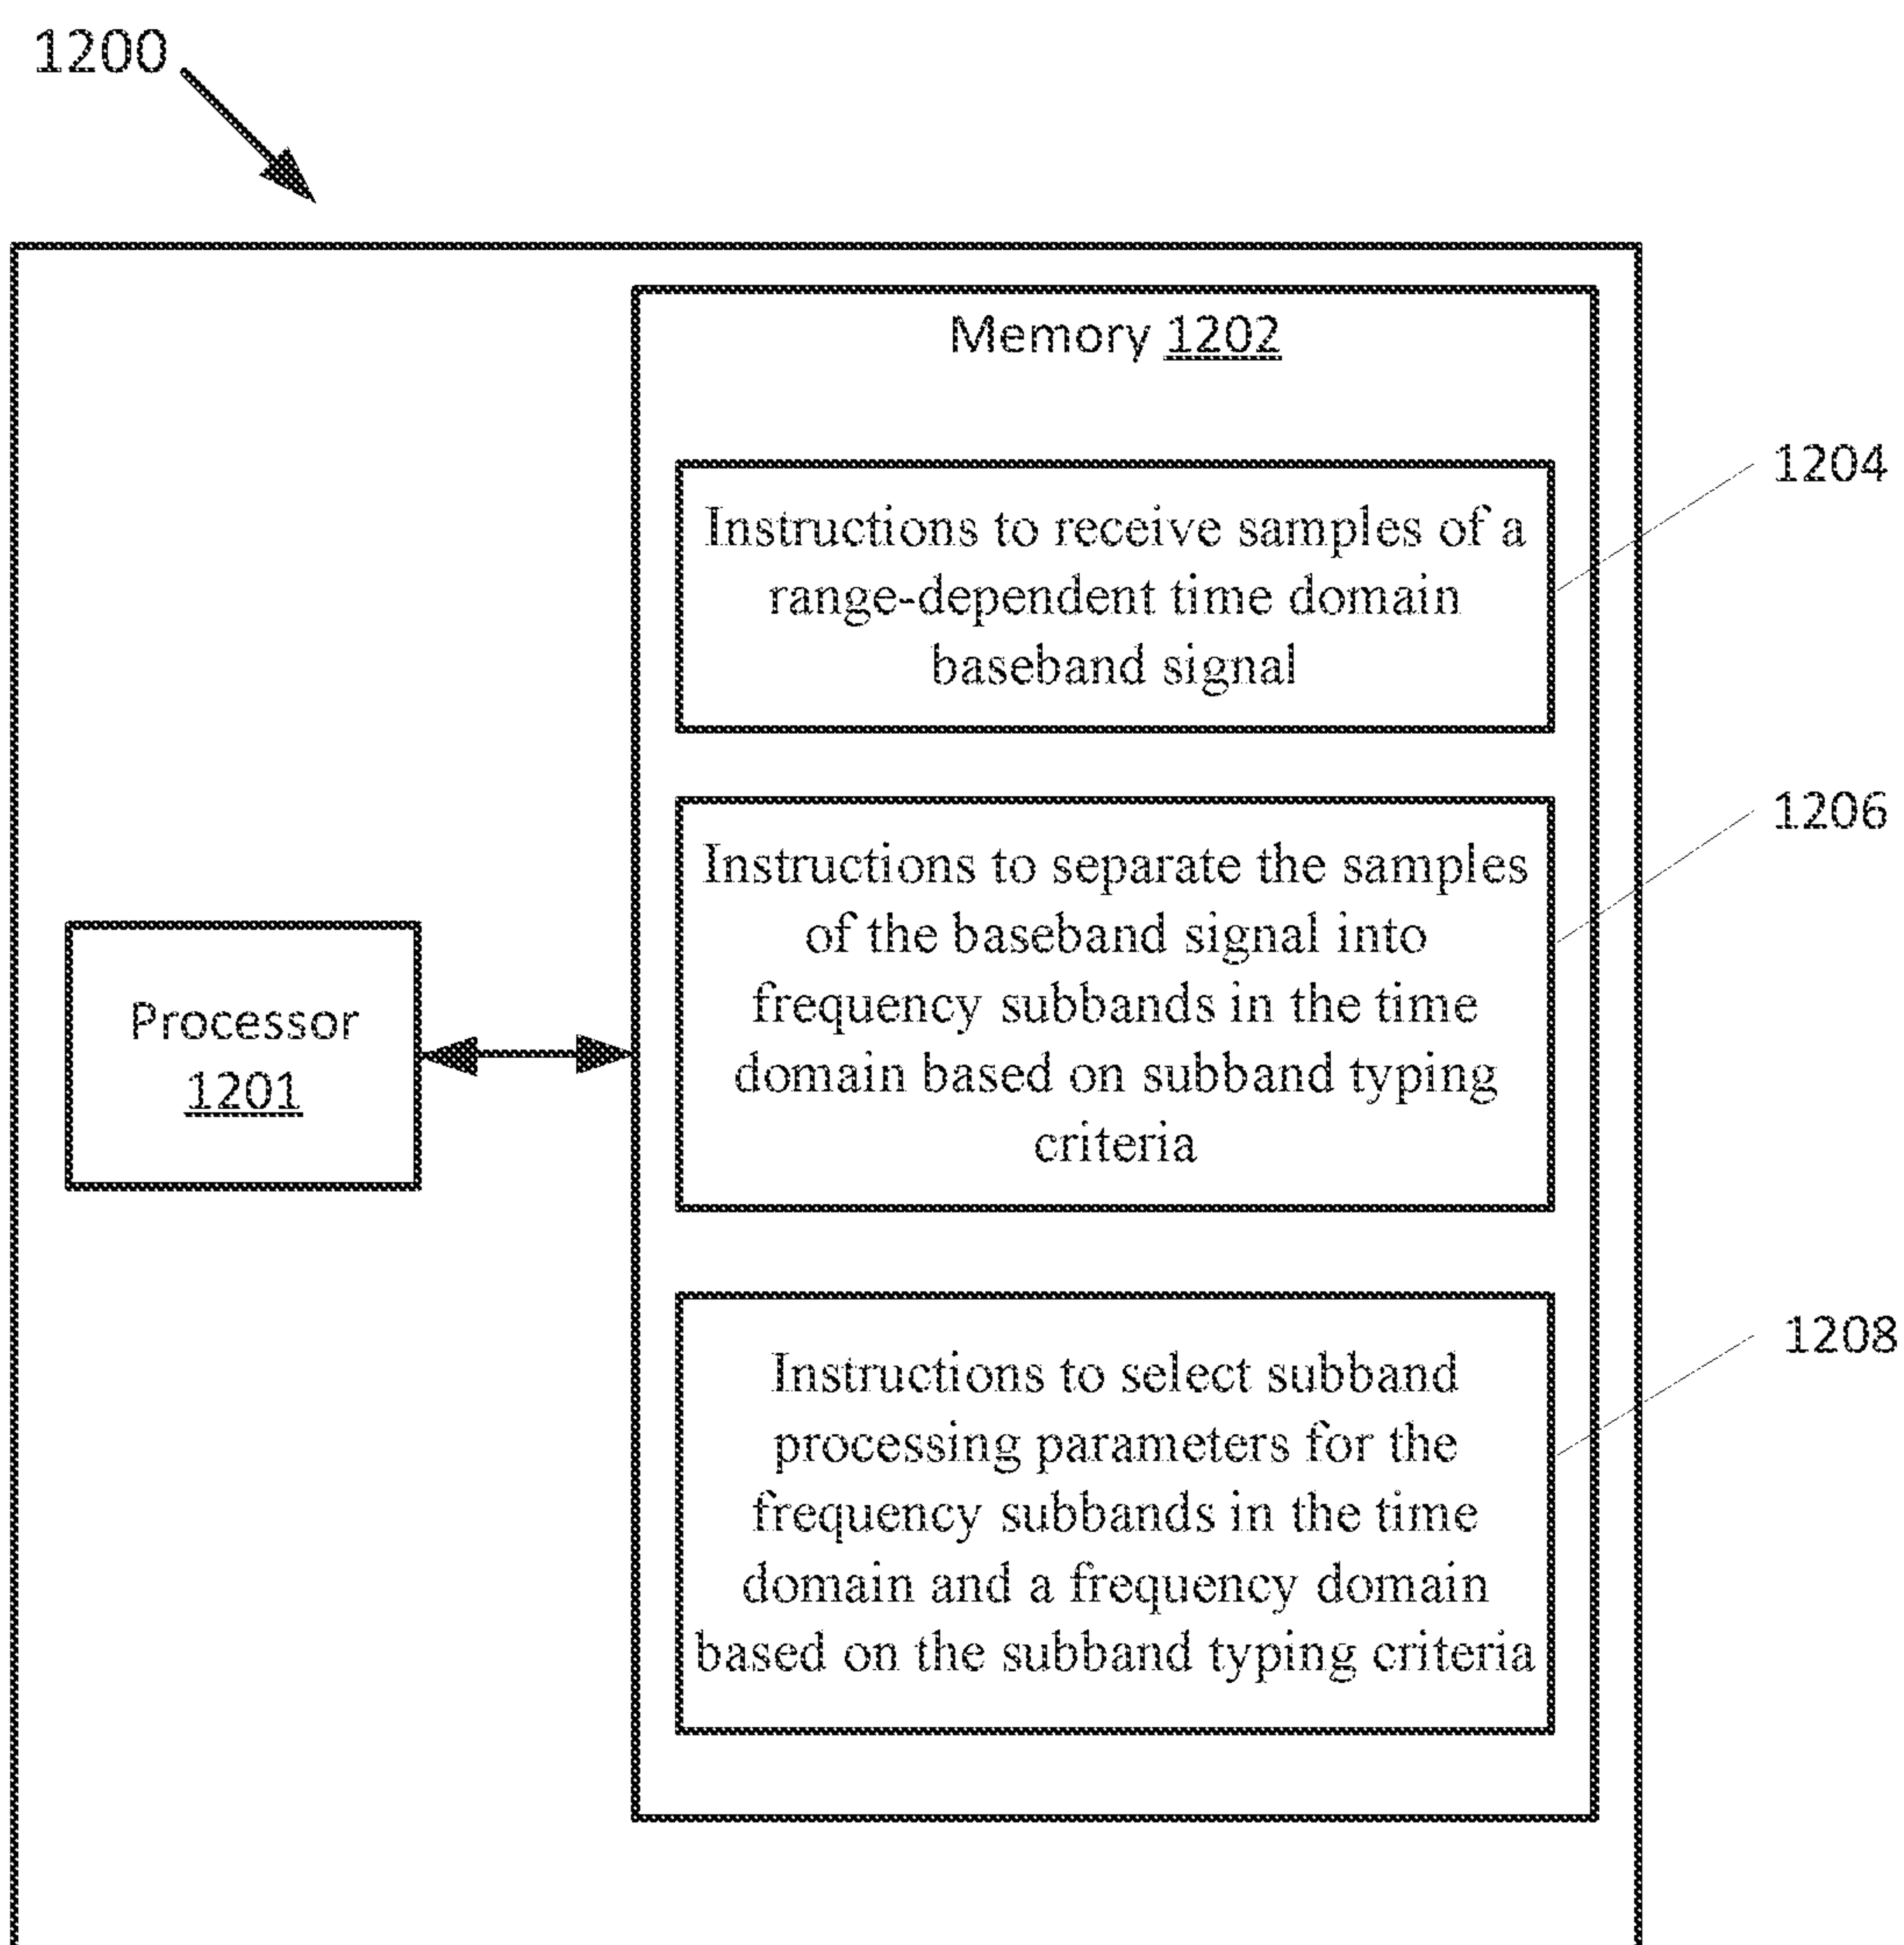 1200
Memory 1202
1204
Instructions to receive samples of a
range-dependent time domain
baseband signal
1206
Instructions to separate the samples
of the baseband signal into
frequency subbands in the time
domain based on subband typing
criteria
Processor
1201
1208
Instructions to select subband
processing parameters for the
frequency subbands in the time
domain and a frequency domain
based on the subband typing criteria